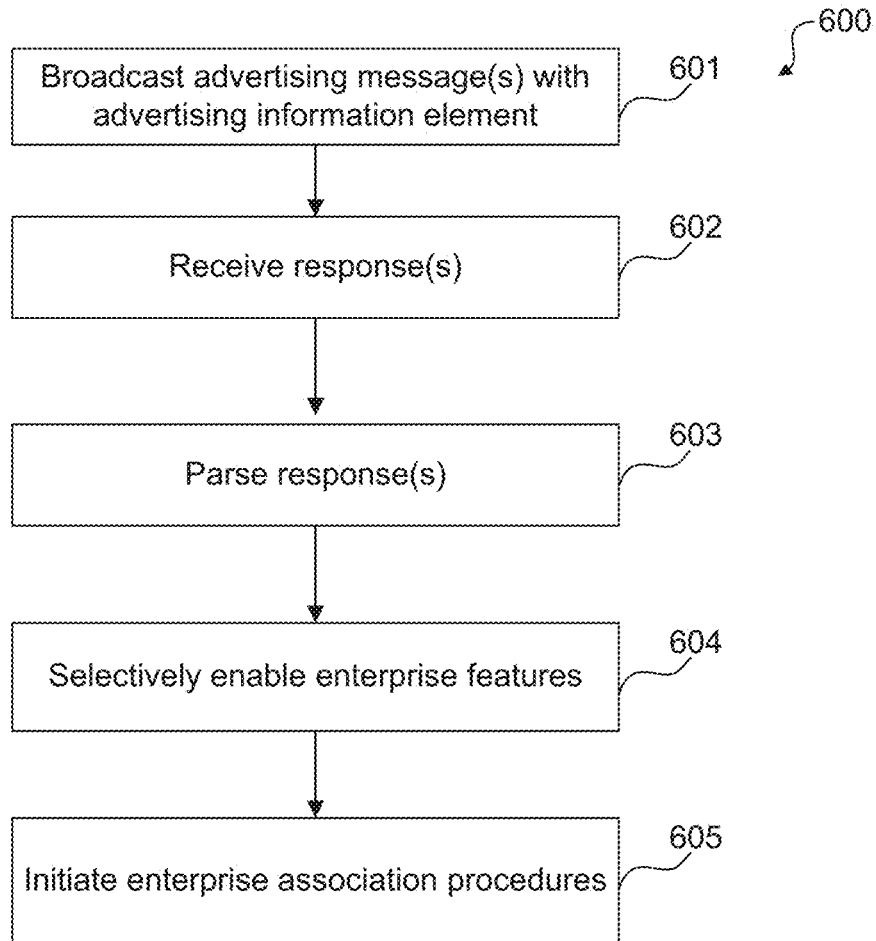 600
Broadcast advertising message(s) with
advertising information element
601
Receive response(s)
602
Parse response(s)
603
Selectively enable enterprise features
604
Initiate enterprise association procedures
605